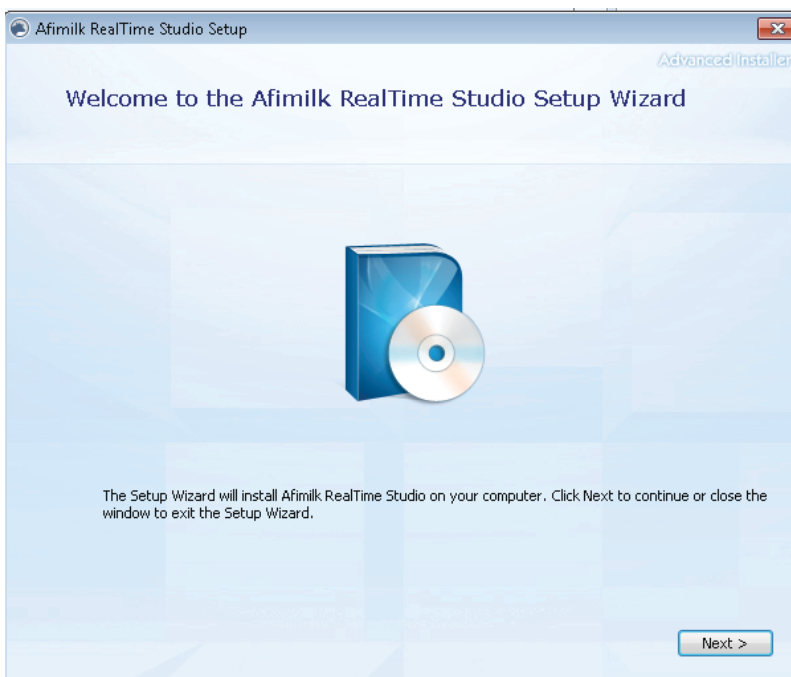 Afimilk RealTime Studio Setup
Advanced Installer
Welcome to the Afimilk RealTime Studio Setup Wizard
The Setup Wizard will install Afimilk RealTime Studio on your computer. Click Next to continue or close the
window to exit the Setup Wizard.
Next >